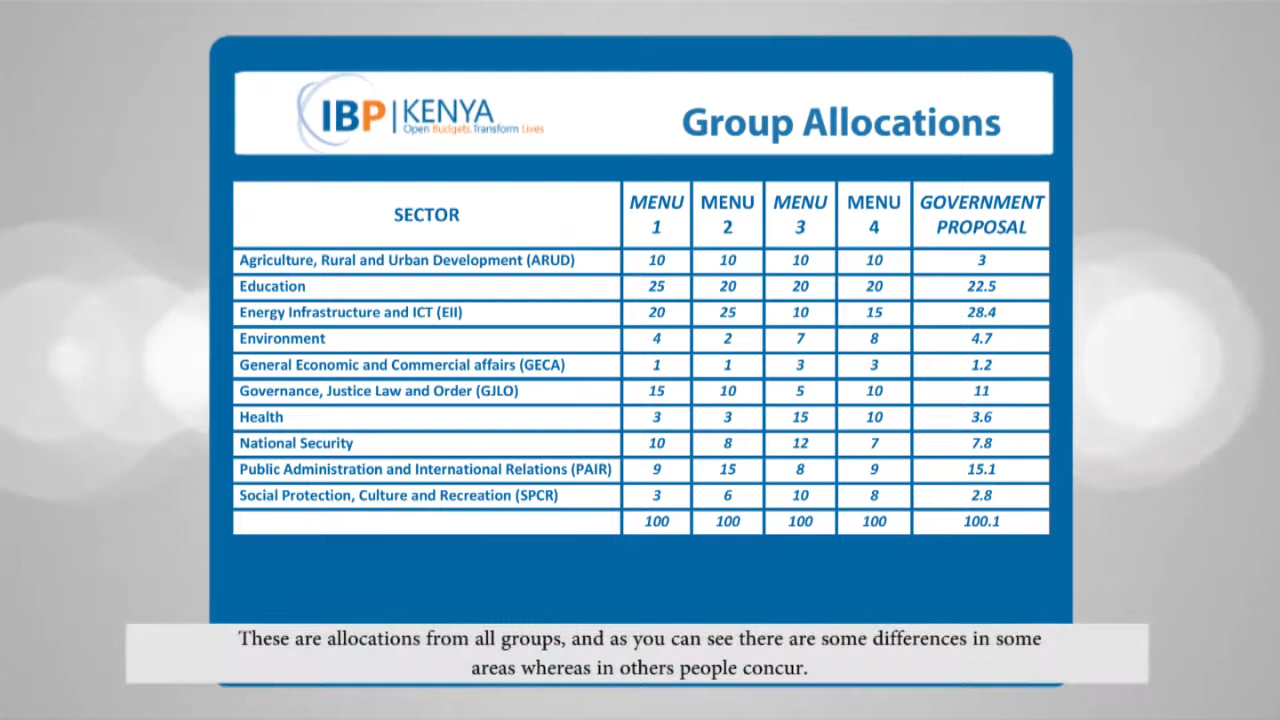 IBP | KENYA
Open Budgets, Transform Lives
Group Allocations
SECTOR MENU 1 MENU 2 MENU 3 MENU 4 GOVERNMENT PROPOSAL
Agriculture, Rural and Urban Development (ARUD) 10 10 10 10 3
Education 25 20 20 20 22.5
Energy Infrastructure and ICT (EII) 20 25 10 15 28.4
Environment 4 2 7 8 4.7
General Economic and Commercial affairs (GECA) 1 1 3 3 1.2
Governance, Justice Law and Order (GJLO) 15 10 5 10 11
Health 3 3 15 10 3.6
National Security 10 8 12 7 7.8
Public Administration and International Relations (PAIR) 9 15 8 9 15.1
Social Protection, Culture and Recreation (SPCR) 3 6 10 8 2.8
100 100 100 100 100.1
These are allocations from all groups, and as you can see there are some differences in some
areas whereas in others people concur.